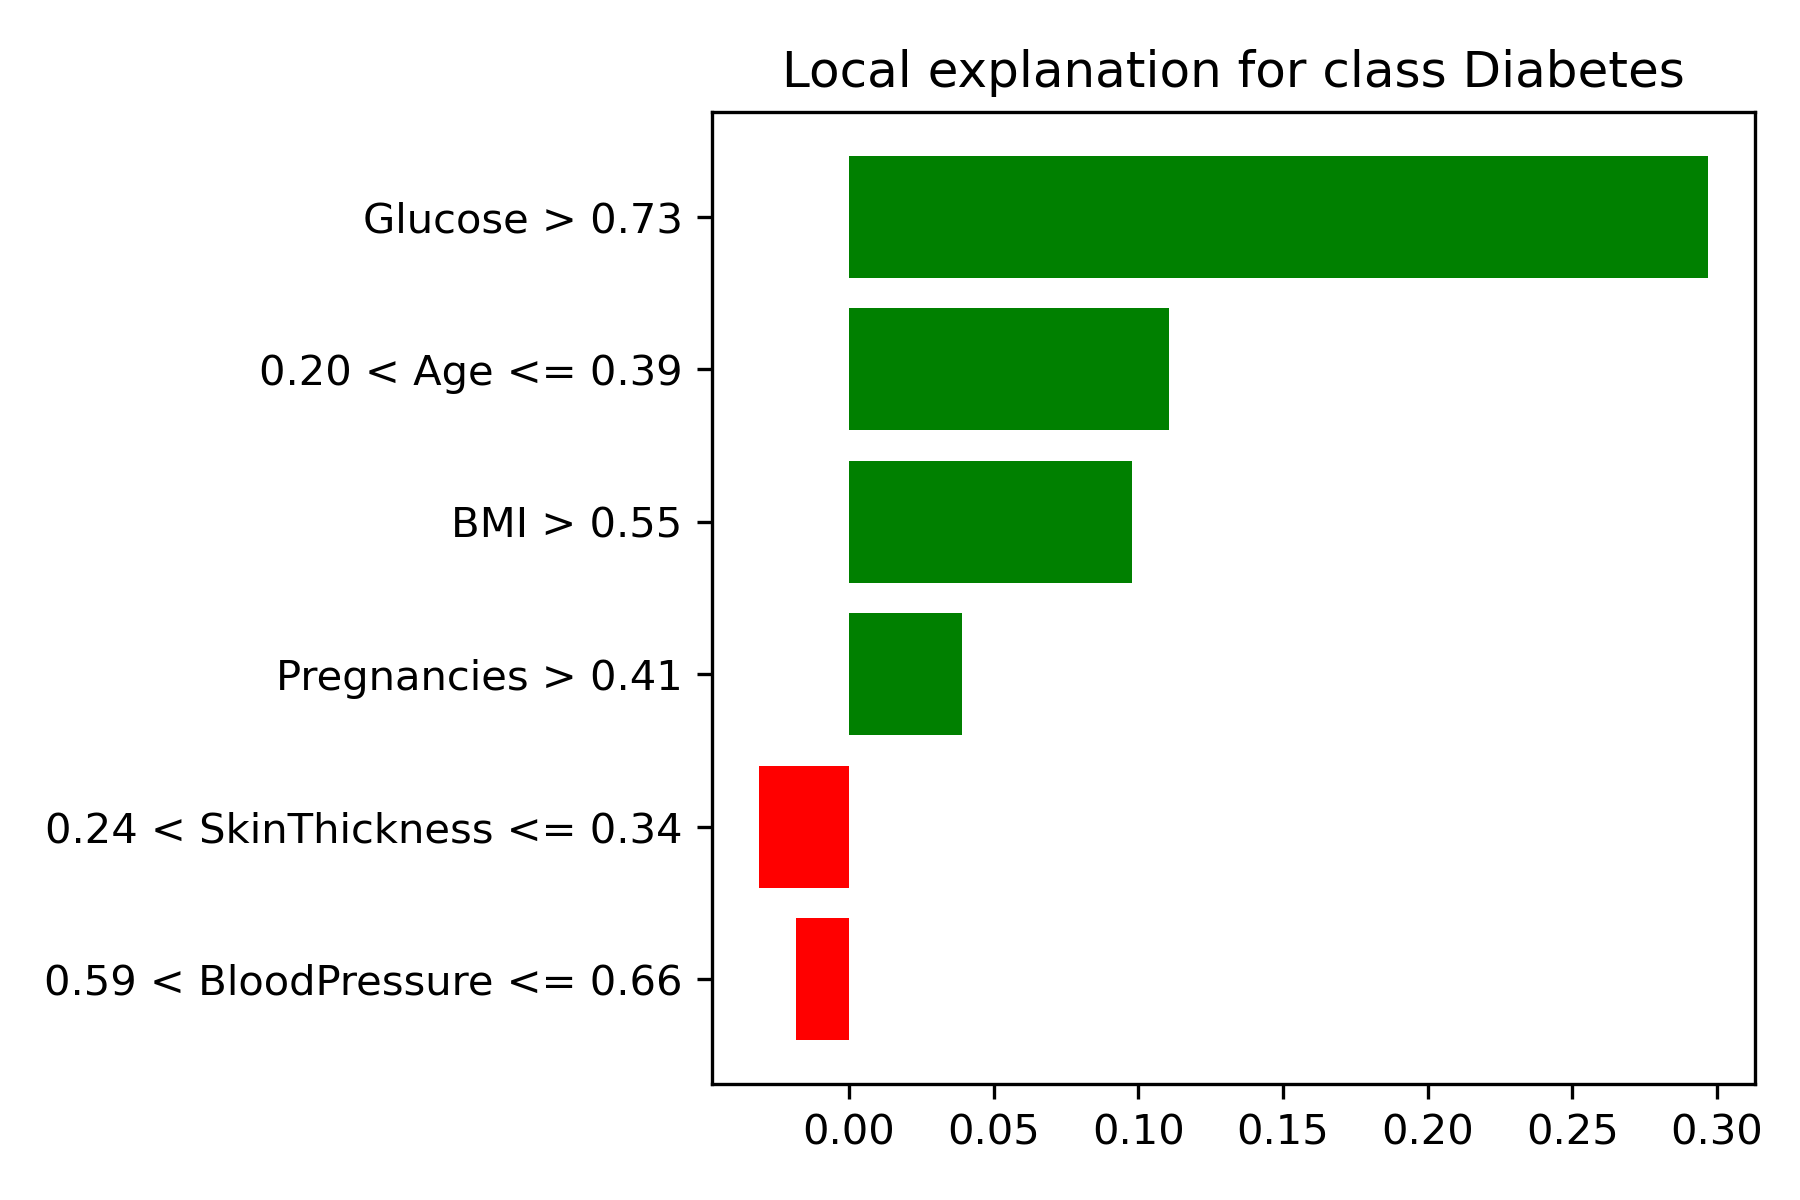 Local explanation for class Diabetes
Glucose > 0.73
0.20 < Age <= 0.39
BMI > 0.55
Pregnancies > 0.41
0.24 < SkinThickness <= 0.34
0.59 < BloodPressure <= 0.66
0.00 0.05 0.10 0.15 0.20 0.25 0.30